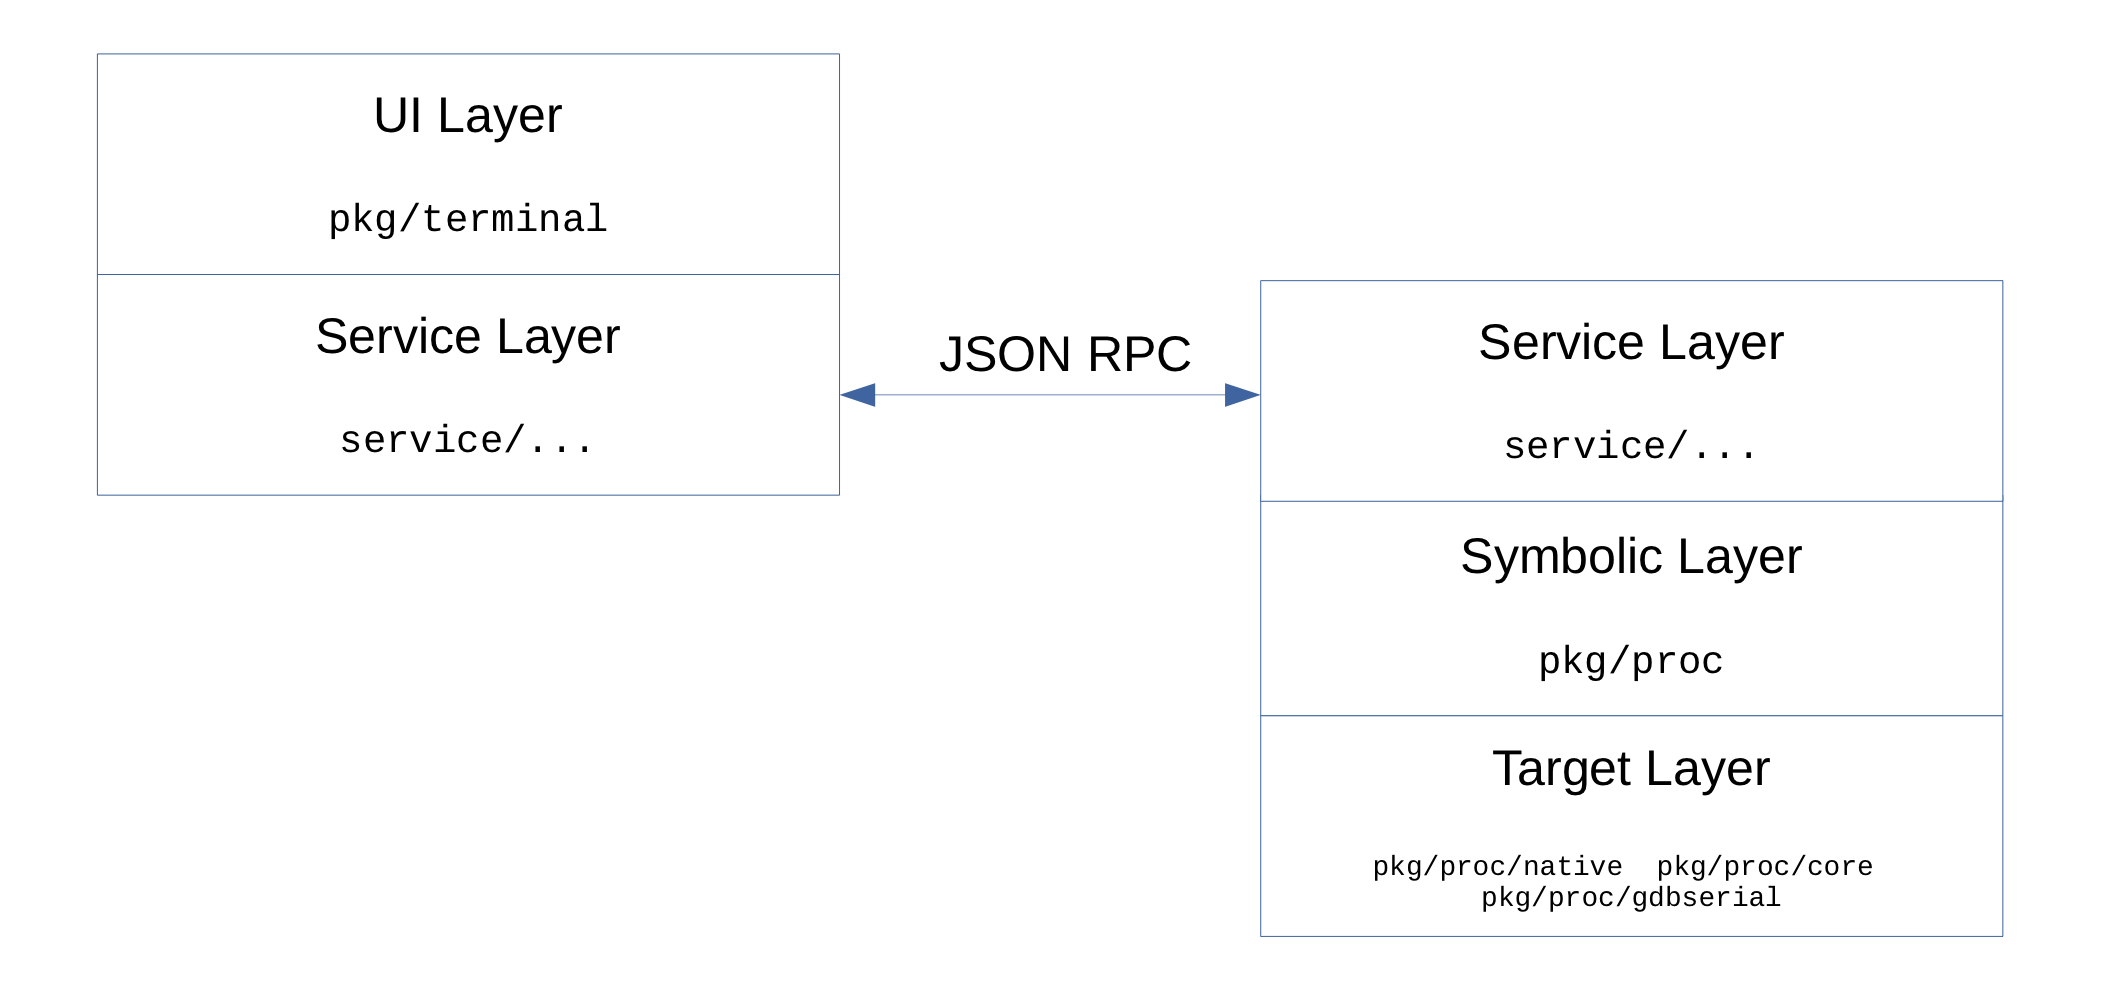 UI Layer
pkg/terminal
Service Layer
service/...
JSON RPC
Service Layer
service/...
Symbolic Layer
pkg/proc
Target Layer
pkg/proc/native  pkg/proc/core
pkg/proc/gdbserial